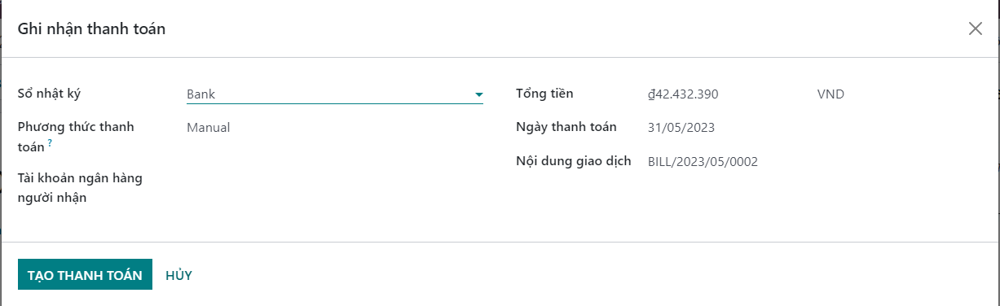 Ghi nhận thanh toán
Sổ nhật ký
Bank
Phương thức thanh
toán ?
Manual
Tài khoản ngân hàng
người nhận
Tổng tiền
₫42.432.390
VND
Ngày thanh toán
31/05/2023
Nội dung giao dịch
BILL/2023/05/0002
TẠO THANH TOÁN
HỦY